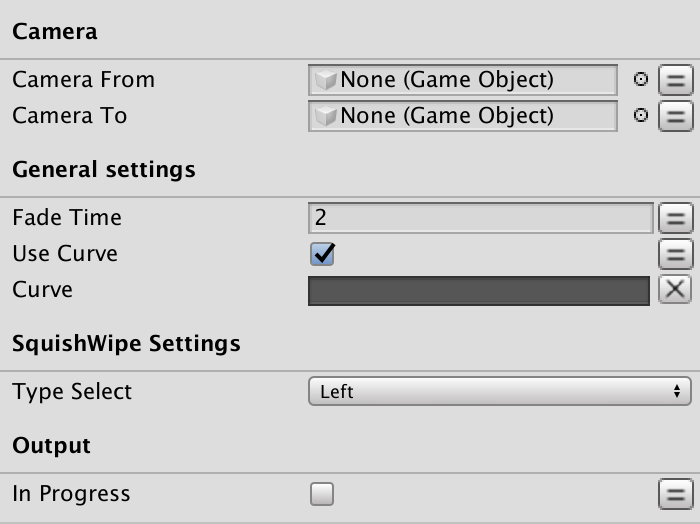 Camera
Camera From None (Game Object)
Camera To None (Game Object)
General settings
Fade Time 2
Use Curve
Curve
SquishWipe Settings
Type Select Left
Output
In Progress